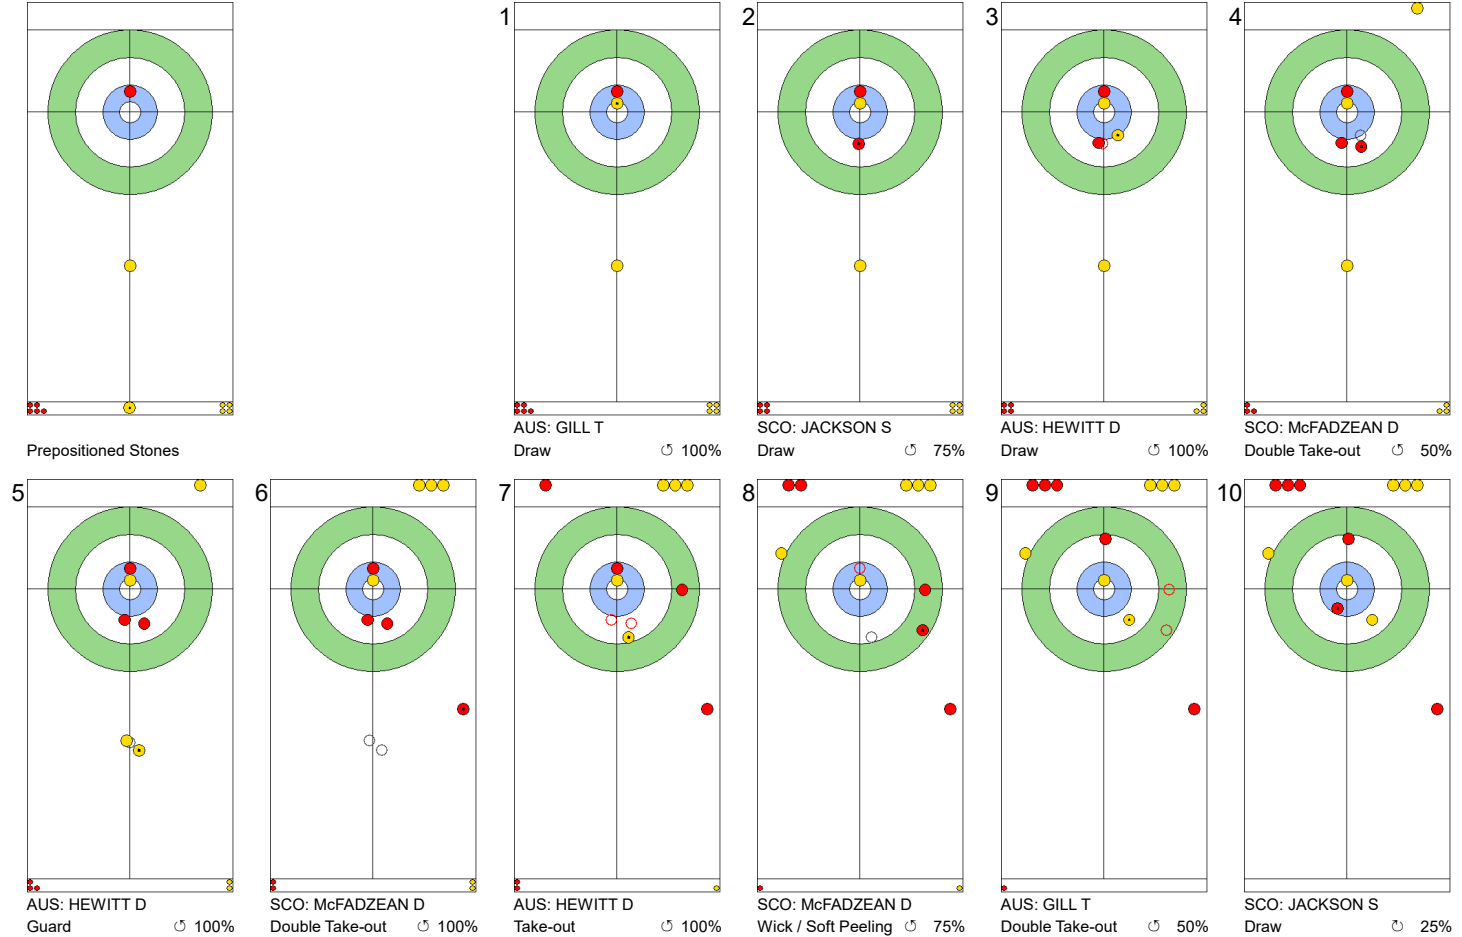 1
2
3
4
Prepositioned Stones
AUS: GILL T
Draw 100%
SCO: JACKSON S
Draw 75%
AUS: HEWITT D
Draw 100%
SCO: McFADZEAN D
Double Take-out 50%
5
6
7
8
9
10
AUS: HEWITT D
Guard 100%
SCO: McFADZEAN D
Double Take-out 100%
AUS: HEWITT D
Take-out 100%
SCO: McFADZEAN D
Wick / Soft Peeling 75%
AUS: GILL T
Double Take-out 50%
SCO: JACKSON S
Draw 25%